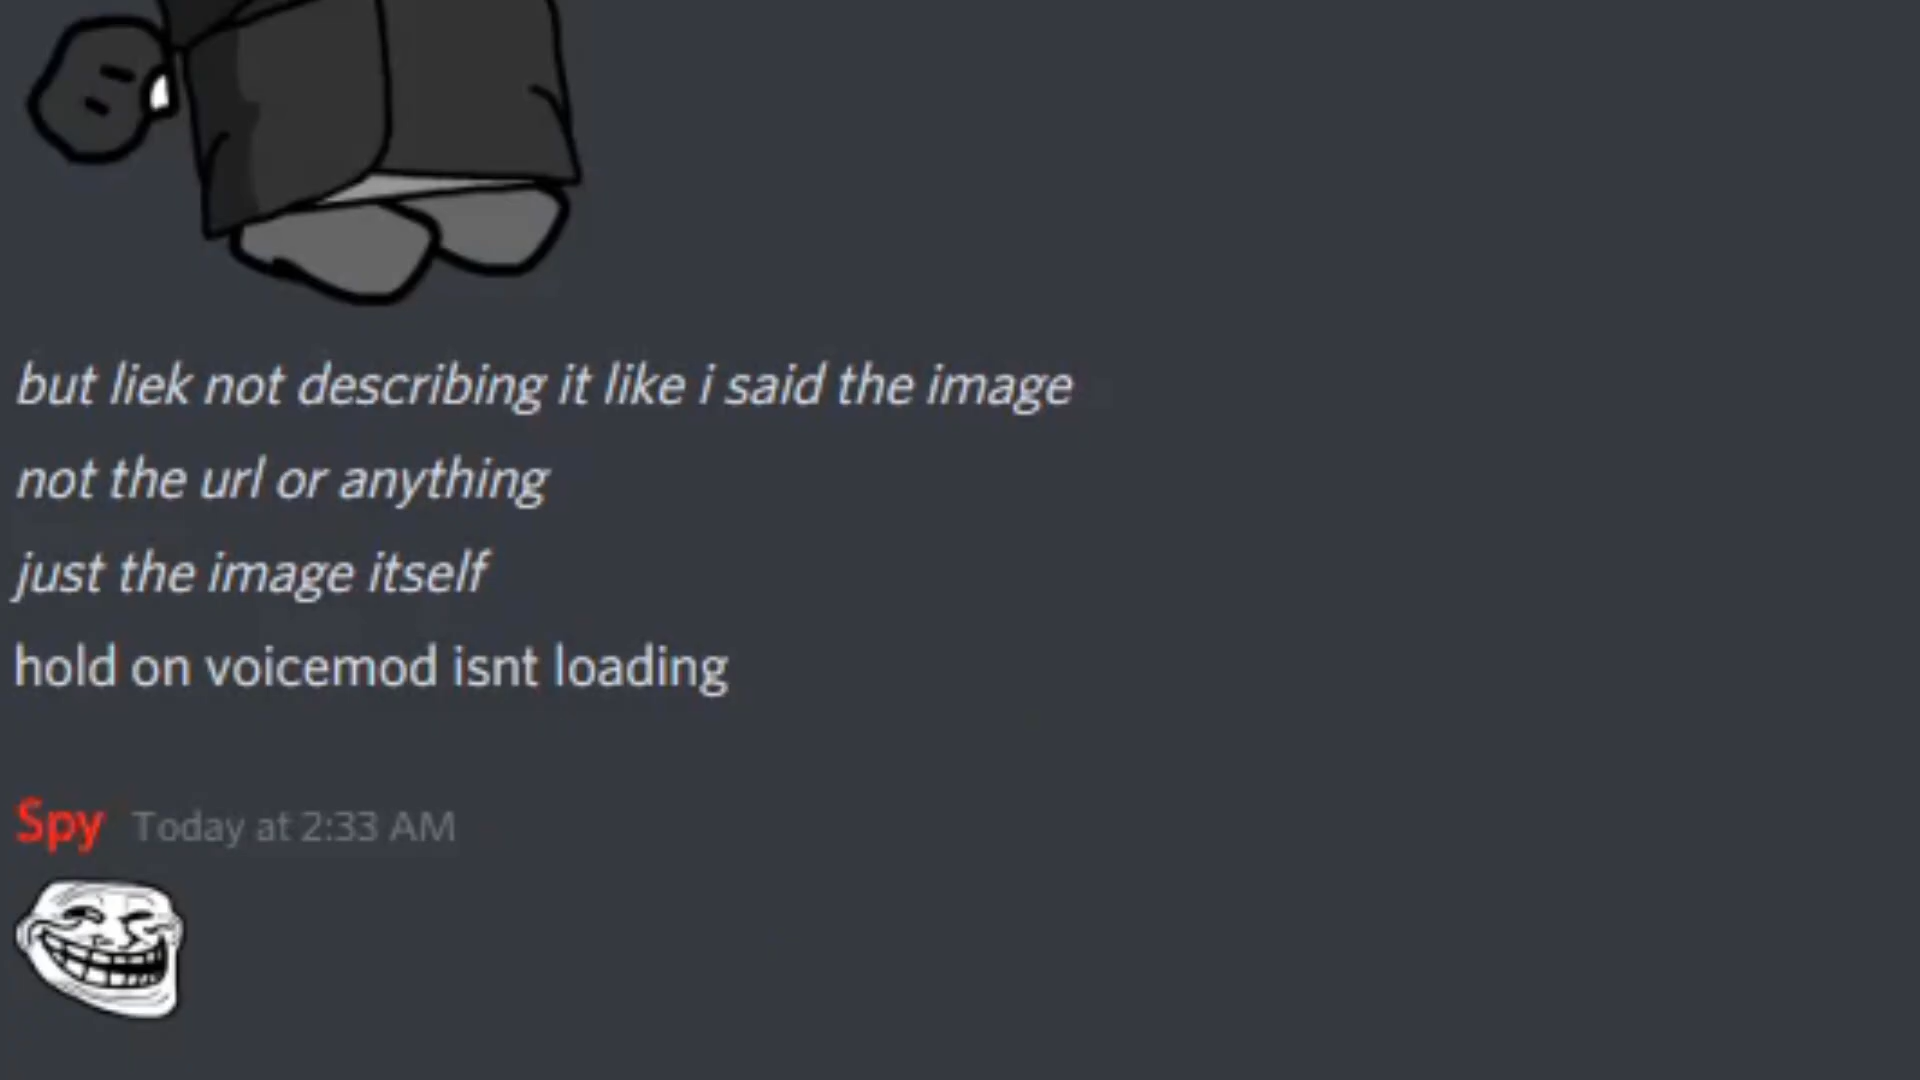 but liek not describing it like i said the image
not the url or anything
just the image itself
hold on voicemod isnt loading
Spy Today at 2:33 AM